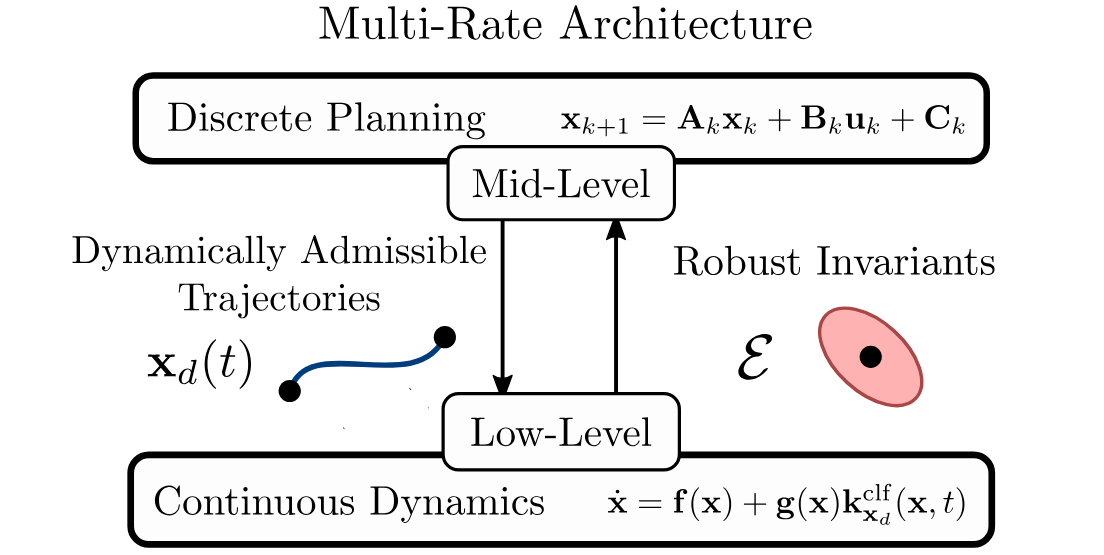 Multi-Rate Architecture
Discrete Planning $\mathbf{x}_{k+1} = \mathbf{A}_k\mathbf{x}_k + \mathbf{B}_k\mathbf{u}_k + \mathbf{C}_k$
Mid-Level
Dynamically Admissible
Trajectories
$\mathbf{x}_d(t)$
Robust Invariants
$\mathcal{E}$
Low-Level
Continuous Dynamics $\dot{\mathbf{x}} = \mathbf{f}(\mathbf{x}) + \mathbf{g}(\mathbf{x})\mathbf{k}^{\mathrm{clf}}_{\mathbf{x}_d}(\mathbf{x}, t)$